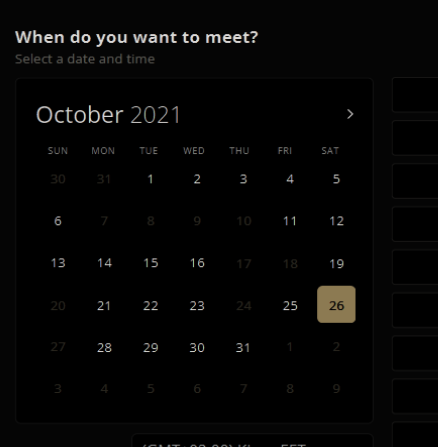 When do you want to meet?
Select a date and time
October 2021
SUN MON TUE WED THU FRI SAT
30 31 1 2 3 4 5
6 7 8 9 10 11 12
13 14 15 16 17 18 19
20 21 22 23 24 25 26
27 28 29 30 31 1 2
3 4 5 6 7 8 9